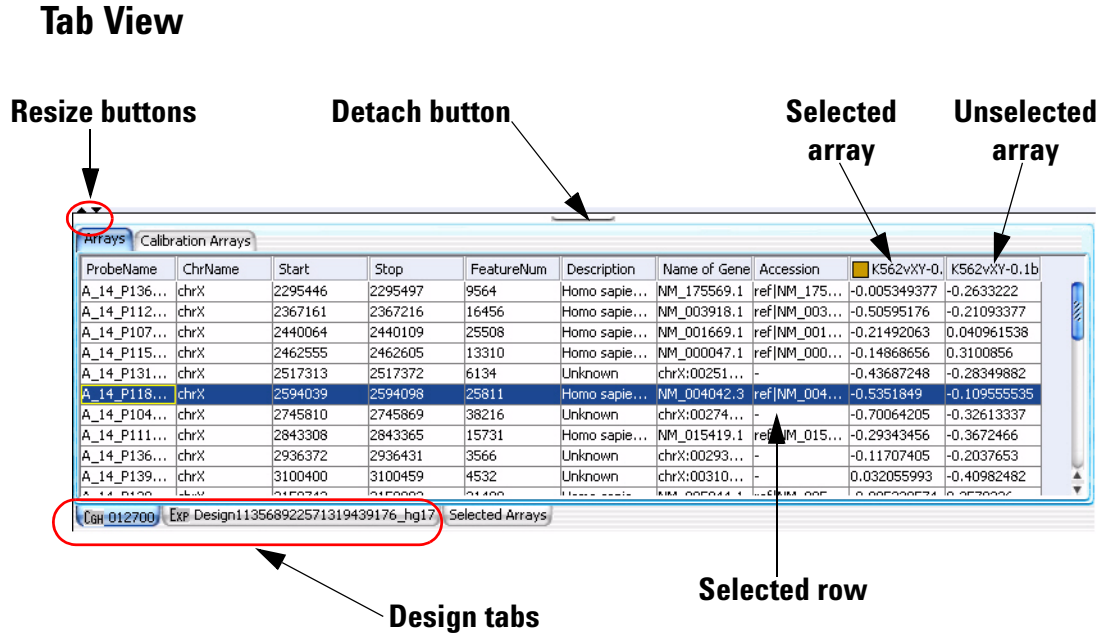 Tab View
Resize buttons
Detach button
Selected array
Unselected array
Arrays Calibration Arrays
ProbeName ChrName Start Stop FeatureNum Description Name of Gene Accession K562vXY-0. K562vXY-0.1b
A_14_P136... chrX 2295446 2295497 9564 Homo sapie... NM_175569.1 ref|NM_175... -0.005349377 -0.2633222
A_14_P112... chrX 2367161 2367216 16456 Homo sapie... NM_003918.1 ref|NM_003... -0.50595176 -0.21093377
A_14_P107... chrX 2440064 2440109 25508 Homo sapie... NM_001669.1 ref|NM_001... -0.21492063 0.040961538
A_14_P115... chrX 2462555 2462605 13310 Homo sapie... NM_000047.1 ref|NM_000... -0.14868656 0.3100856
A_14_P131... chrX 2517313 2517372 6134 Unknown chrX:00251... - -0.43687248 -0.28349882
A_14_P118... chrX 2594039 2594098 25811 Homo sapie... NM_004042.3 ref|NM_004... -0.5351849 -0.109555535
A_14_P104... chrX 2745810 2745869 38216 Unknown chrX:00274... - -0.70064205 -0.32613337
A_14_P111... chrX 2843308 2843365 15731 Homo sapie... NM_015419.1 ref|NM_015... -0.29343456 -0.3672466
A_14_P136... chrX 2936372 2936431 3566 Unknown chrX:00293... - -0.11707405 -0.2037653
A_14_P139... chrX 3100400 3100459 4532 Unknown chrX:00310... - 0.032055993 -0.40982482
CGH 012700 EXP Design113568922571319439176_hg17 Selected Arrays
Selected row
Design tabs